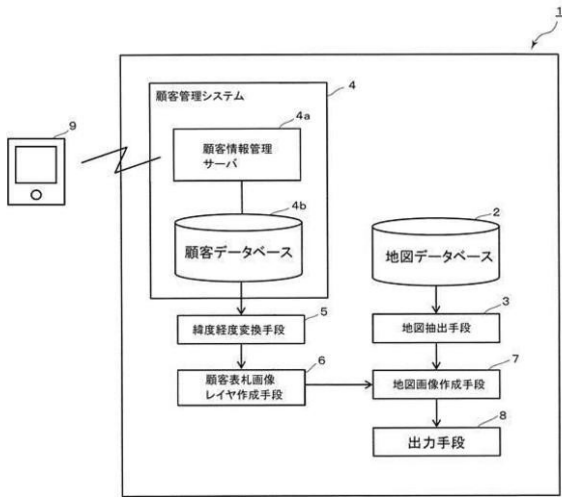 1
顧客管理システム
4
9
4a
顧客情報管理
サーバ
4b
顧客データベース
2
地図データベース
5
緯度経度変換手段
3
地図抽出手段
6
顧客表札画像
レイヤ作成手段
7
地図画像作成手段
8
出力手段